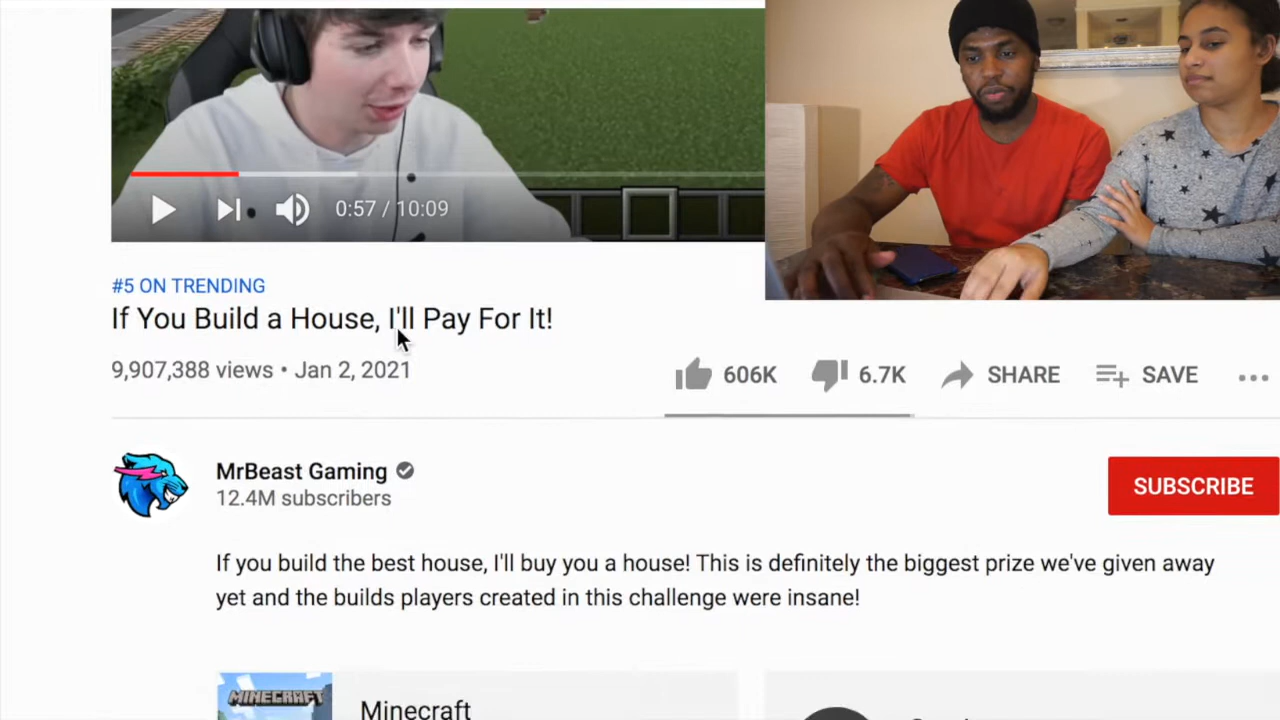 0:57 / 10:09
#5 ON TRENDING
If You Build a House, I'll Pay For It!
9,907,388 views • Jan 2, 2021
606K
6.7K
SHARE
SAVE
MrBeast Gaming
12.4M subscribers
SUBSCRIBE
If you build the best house, I'll buy you a house! This is definitely the biggest prize we've given away
yet and the builds players created in this challenge were insane!
MINECRAFT
Minecraft